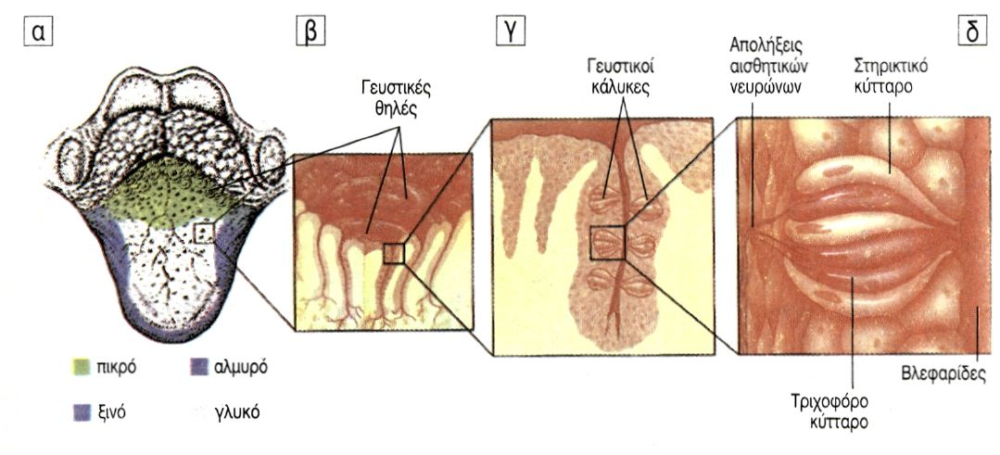 α
β
γ
δ
Γευστικές
θηλές
Γευστικοί
κάλυκες
Απολήξεις
αισθητικών
νευρώνων
Στηρικτικό
κύτταρο
πικρό
αλμυρό
ξινό
γλυκό
Τριχοφόρο
κύτταρο
Βλεφαρίδες